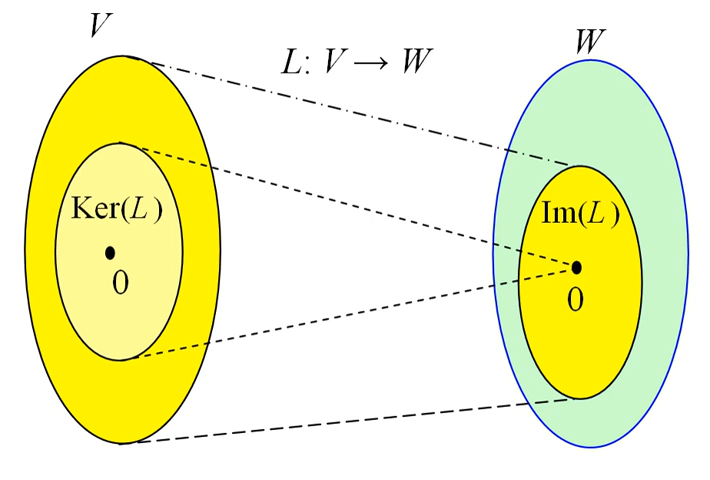 V
L: V → W
W
Ker(L)
Im(L)
0
0